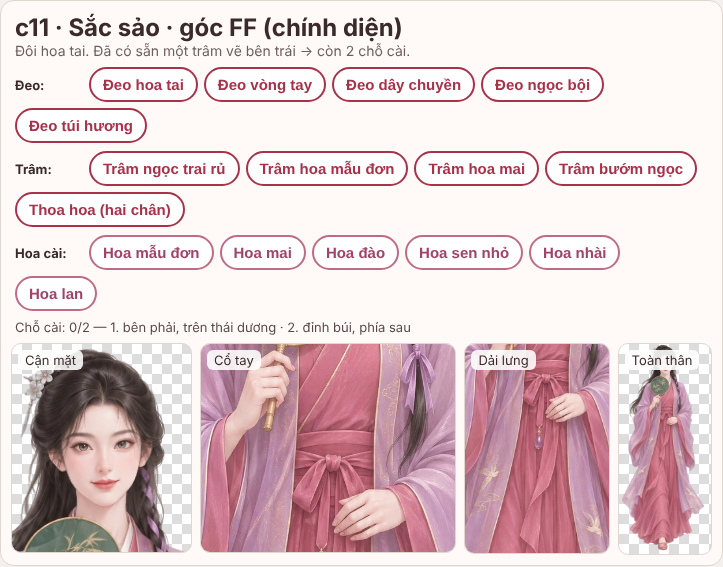 c11 · Sắc sảo · góc FF (chính diện)
Đôi hoa tai. Đã có sẵn một trâm vẽ bên trái → còn 2 chỗ cài.
Đeo: Đeo hoa tai Đeo vòng tay Đeo dây chuyền Đeo ngọc bội
Đeo túi hương
Trâm: Trâm ngọc trai rủ Trâm hoa mẫu đơn Trâm hoa mai Trâm bướm ngọc
Thoa hoa (hai chân)
Hoa cài: Hoa mẫu đơn Hoa mai Hoa đào Hoa sen nhỏ Hoa nhài
Hoa lan
Chỗ cài: 0/2 — 1. bên phải, trên thái dương · 2. đỉnh búi, phía sau
Cận mặt Cổ tay Dải lưng Toàn thân